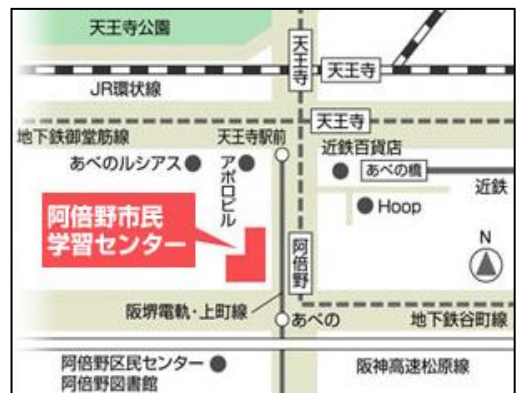 天王寺公園
天王寺
天王寺
JR環状線
天王寺
地下鉄御堂筋線
天王寺駅前
近鉄百貨店
あべのルシアス
アポロビル
あべの橋
近鉄
Hoop
阿倍野市民
学習センター
阿倍野
N
阪堺電軌・上町線
あべの
地下鉄谷町線
阿倍野区民センター
阿倍野図書館
阪神高速松原線